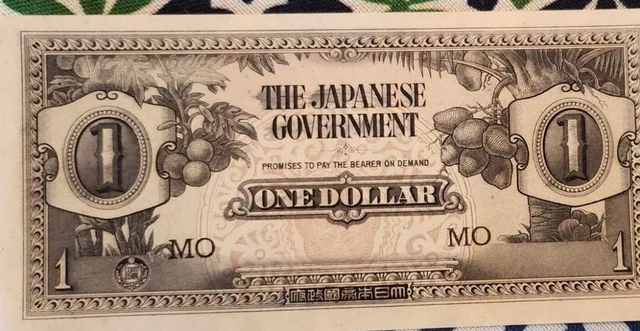 1 1
THE JAPANESE
GOVERNMENT
PROMISES TO PAY THE BEARER ON DEMAND
ONE DOLLAR
MO MO
1 1
府政國帝本日大